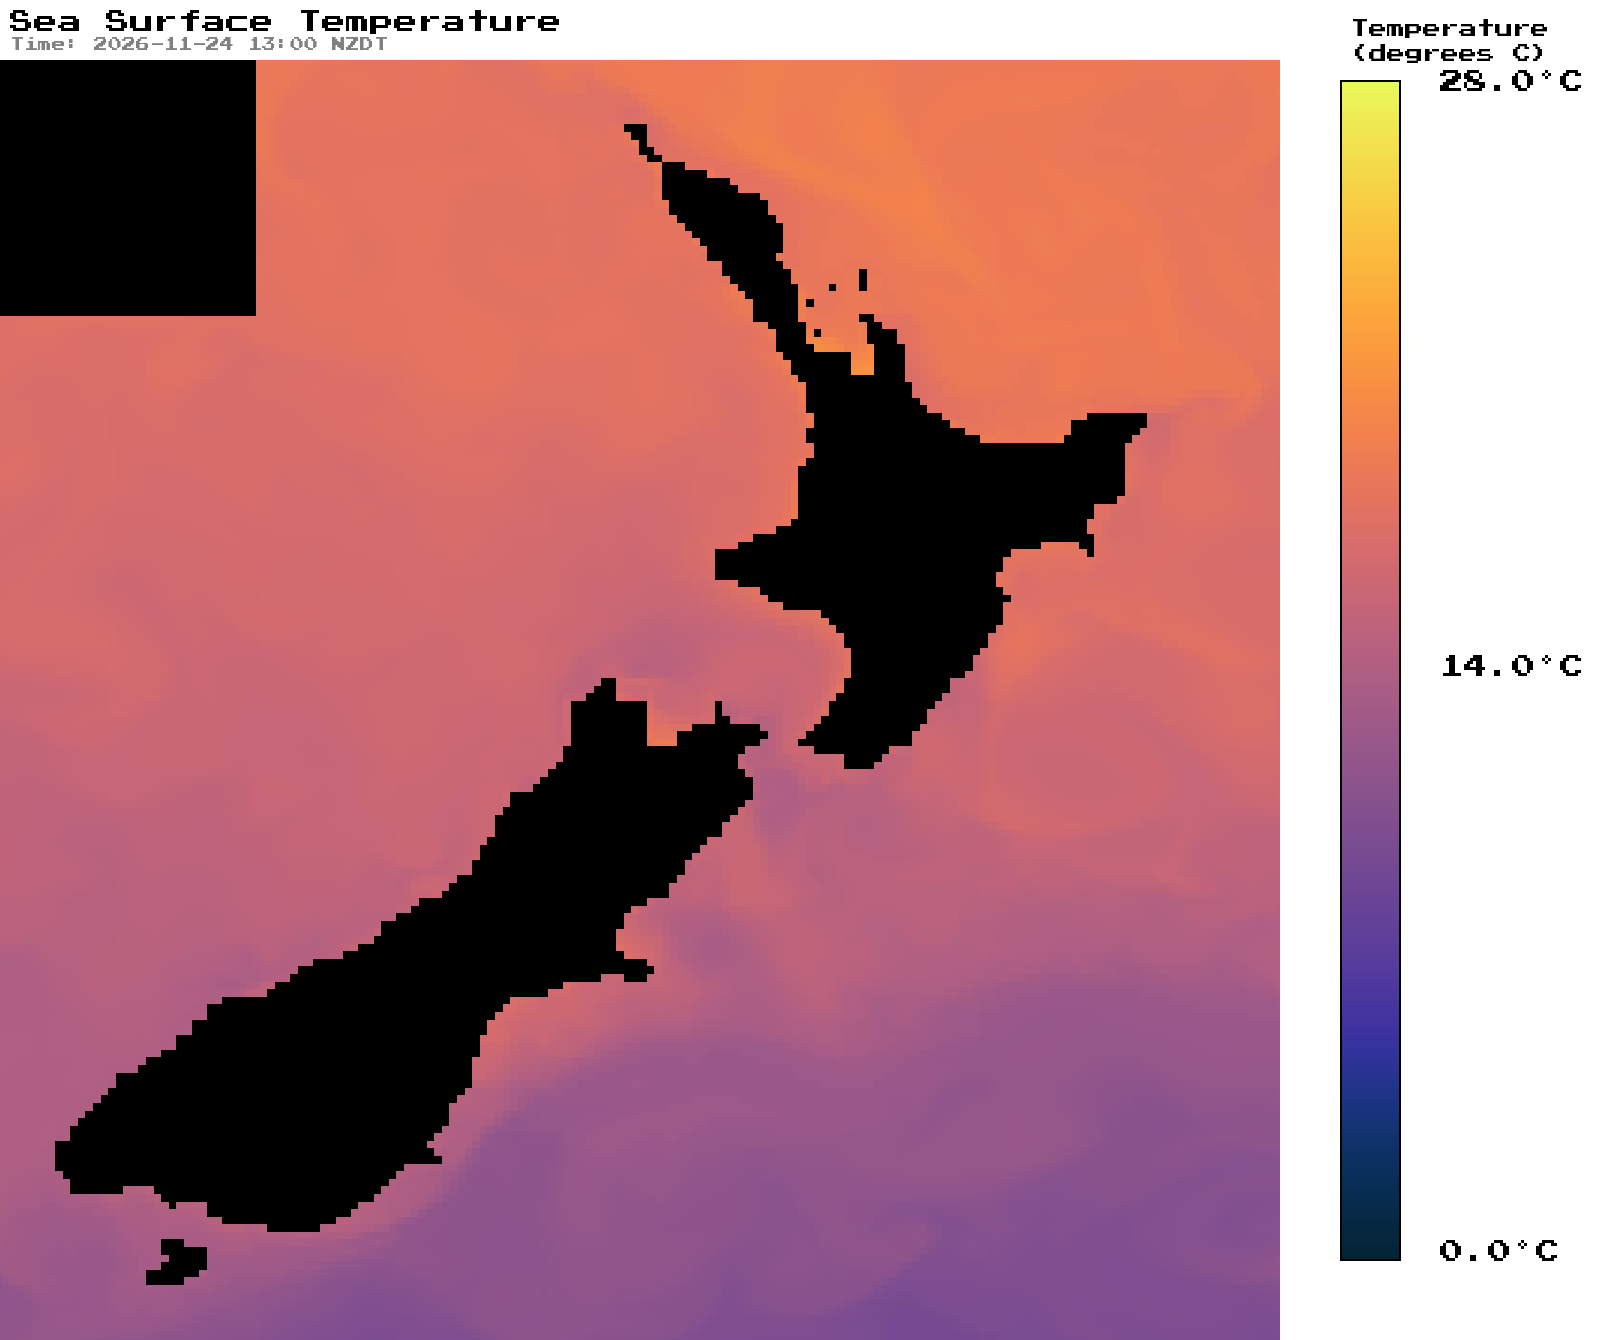 Sea Surface Temperature
Time: 2026-11-24 13:00 NZDT
Temperature
(degrees C)
28.0°C
14.0°C
0.0°C